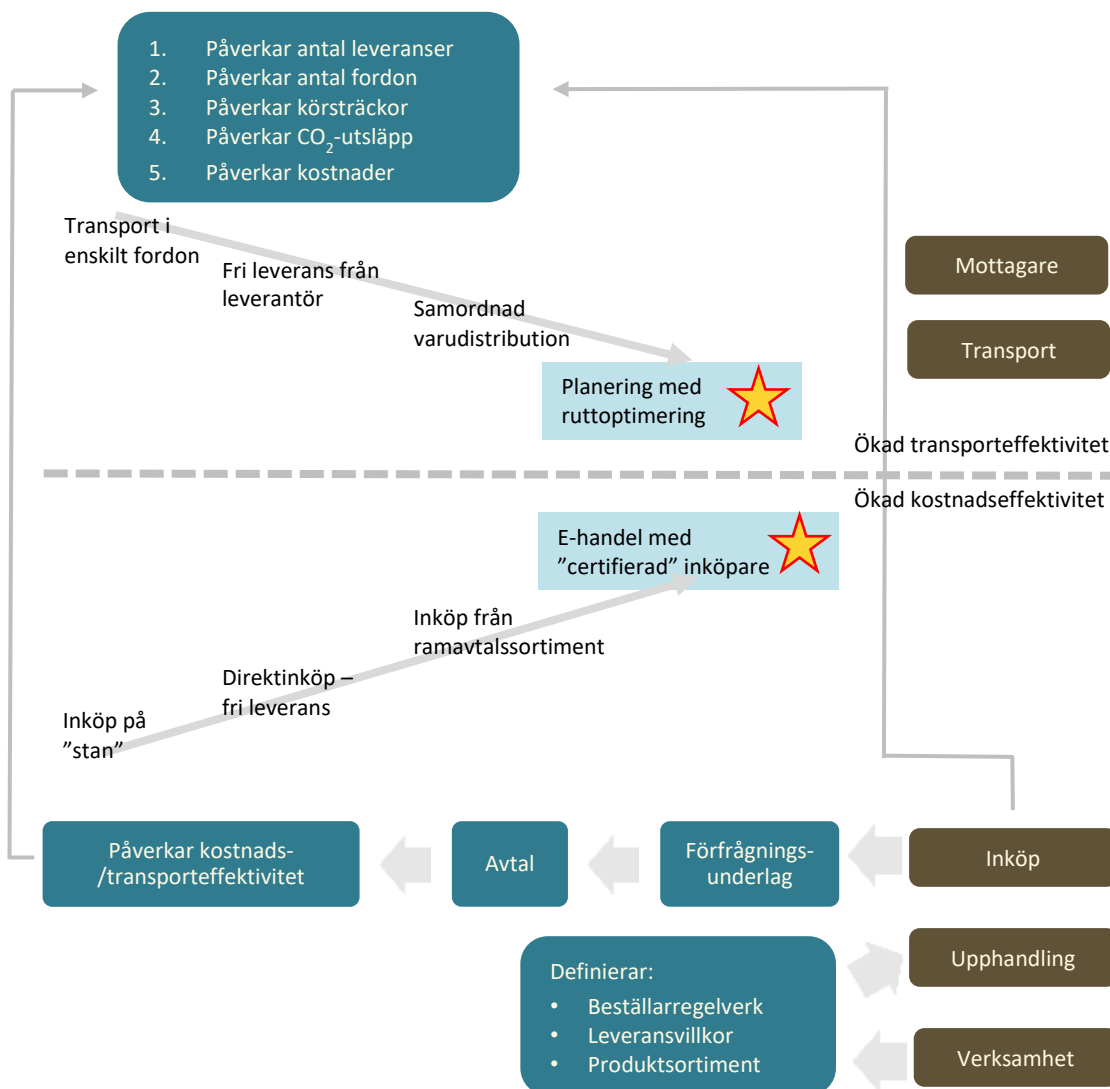 1. Påverkar antal leveranser
2. Påverkar antal fordon
3. Påverkar körsträckor
4. Påverkar CO₂-utsläpp
5. Påverkar kostnader
Transport i
enskilt fordon
Fri leverans från
leverantör
Samordnad
varudistribution
Planering med
ruttoptimering
Mottagare
Transport
Ökad transporteffektivitet
Ökad kostnadseffektivitet
E-handel med
”certifierad” inköpare
Inköp från
ramavtalssortiment
Direktinköp –
fri leverans
Inköp på
”stan”
Påverkar kostnads-
/transporteffektivitet
Avtal
Förfrågnings-
underlag
Inköp
Upphandling
Definierar:
• Beställarregelverk
• Leveransvillkor
• Produktsortiment
Verksamhet